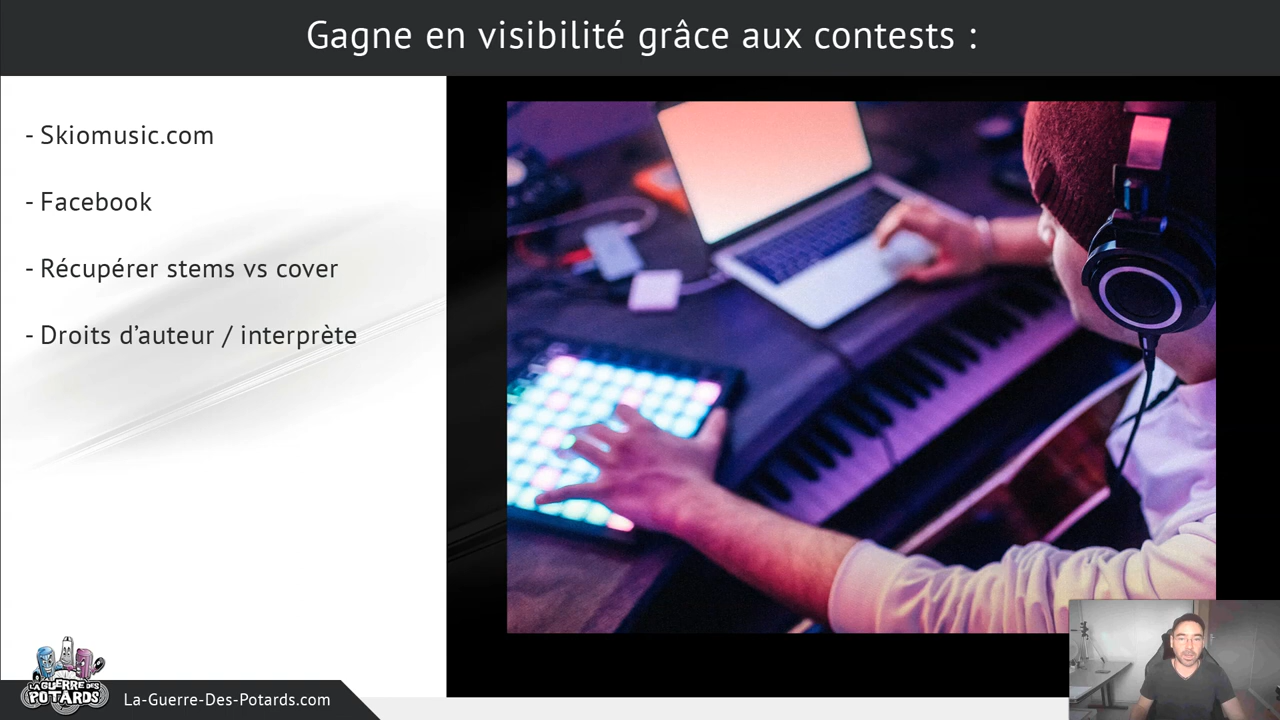 Gagne en visibilité grâce aux contests :
- Skiomusic.com
- Facebook
- Récupérer stems vs cover
- Droits d’auteur / interprète
LA GUERRE DES
POTARDS
La-Guerre-Des-Potards.com